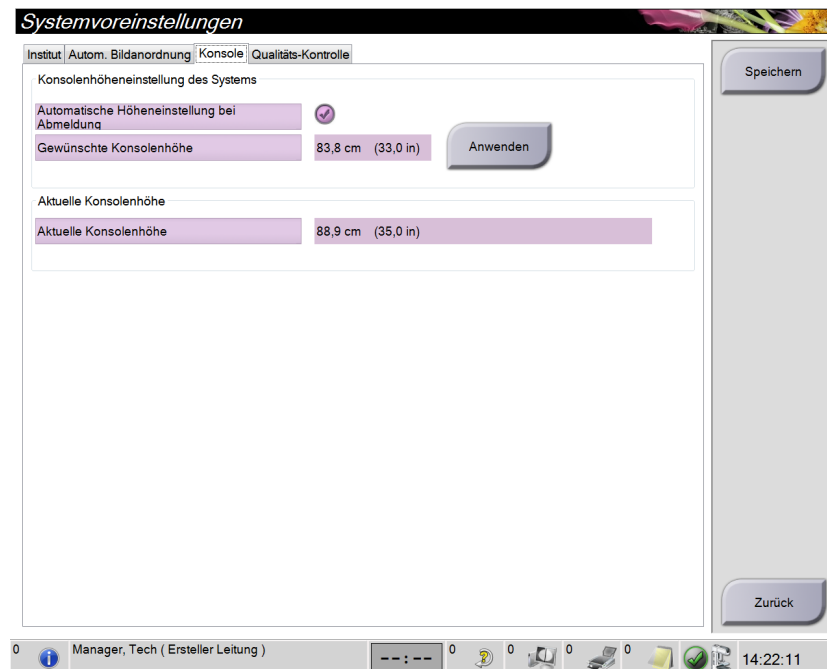 Systemvoreinstellungen
Institut Autom. Bildanordnung Konsole Qualitäts-Kontrolle
Speichern
Konsolenhöheneinstellung des Systems
Automatische Höheneinstellung bei
Abmeldung
Gewünschte Konsolenhöhe 83,8 cm (33,0 in) Anwenden
Aktuelle Konsolenhöhe
Aktuelle Konsolenhöhe 88,9 cm (35,0 in)
Zurück
0 Manager, Tech ( Ersteller Leitung ) --:-- 0 0 0 0 14:22:11